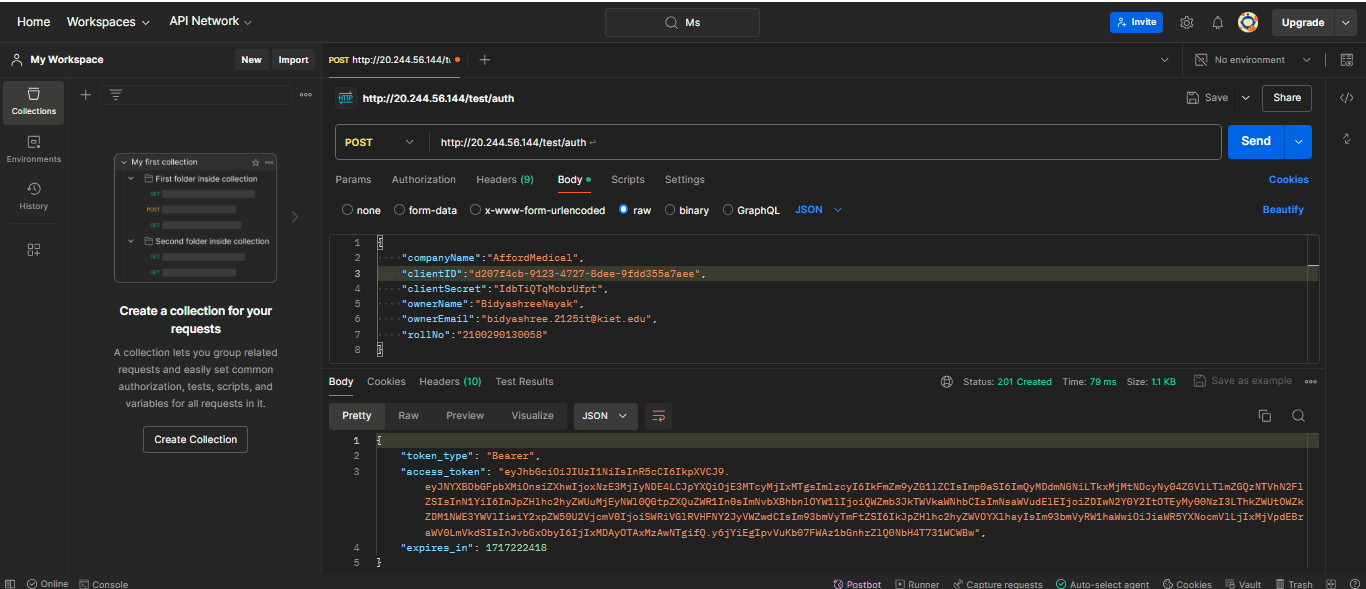 Home Workspaces API Network Ms Invite Upgrade
My Workspace New Import POST http://20.244.56.144/t No environment
Collections
Environments
History
My first collection
First folder inside collection
GET
POST
GET
Second folder inside collection
GET
GET
Create a collection for your
requests
A collection lets you group related
requests and easily set common
authorization, tests, scripts, and
variables for all requests in it.
Create Collection
HTTP http://20.244.56.144/test/auth Save Share
POST http://20.244.56.144/test/auth Send
Params Authorization Headers (9) Body Scripts Settings Cookies
none form-data x-www-form-urlencoded raw binary GraphQL JSON Beautify
1 {
2 "companyName":"AffordMedical",
3 "clientID":"d207f4cb-9123-4727-8dee-9fdd355a7aee",
4 "clientSecret":"IdbTiQTqMcbrUfpt",
5 "ownerName":"BidyashreeNayak",
6 "ownerEmail":"bidyashree.2125it@kiet.edu",
7 "rollNo":"2100290130058"
8 }
Body Cookies Headers (10) Test Results Status: 201 Created Time: 79 ms Size: 1.1 KB Save as example
Pretty Raw Preview Visualize JSON
1 {
2 "token_type": "Bearer",
3 "access_token": "eyJhbGciOiJIUzI1NiIsInR5cCI6IkpXVCJ9.
4 "expires_in": 1717222418
5 }
Online Console Postbot Runner Capture requests Auto-select agent Cookies Vault Trash